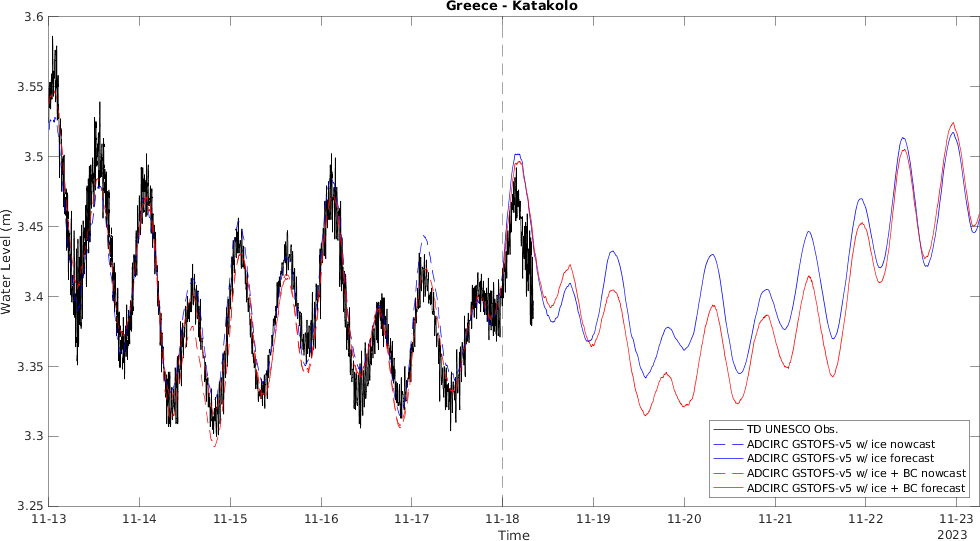 Greece - Katakolo
Water Level (m)
3.6
3.55
3.5
3.45
3.4
3.35
3.3
3.25
11-13
11-14
11-15
11-16
11-17
11-18
11-19
11-20
11-21
11-22
11-23
2023
Time
TD UNESCO Obs.
ADCIRC GSTOFS-v5 w/ ice nowcast
ADCIRC GSTOFS-v5 w/ ice forecast
ADCIRC GSTOFS-v5 w/ ice + BC nowcast
ADCIRC GSTOFS-v5 w/ ice + BC forecast